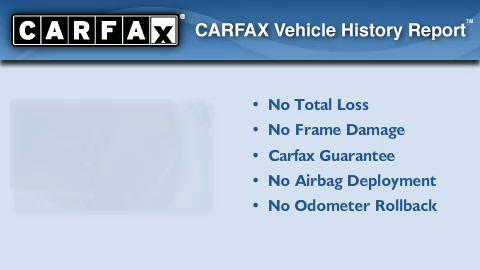 CARFAX® CARFAX Vehicle History Report™
• No Total Loss
• No Frame Damage
• Carfax Guarantee
• No Airbag Deployment
• No Odometer Rollback